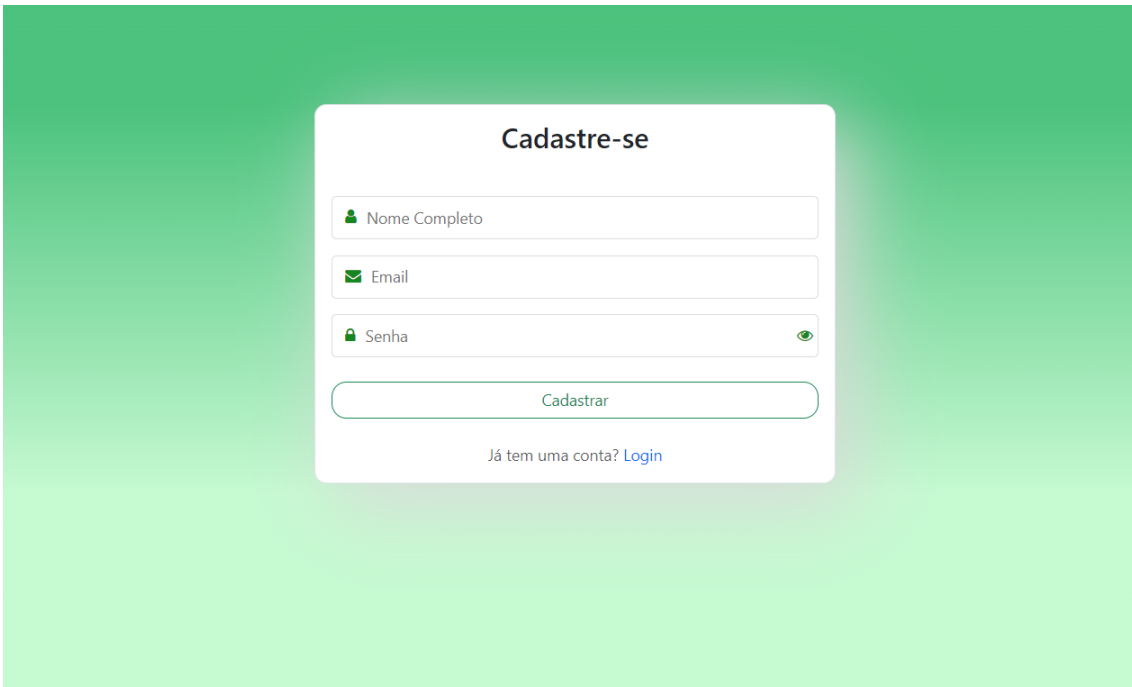 Cadastre-se
Nome Completo
Email
Senha
Cadastrar
Já tem uma conta? Login